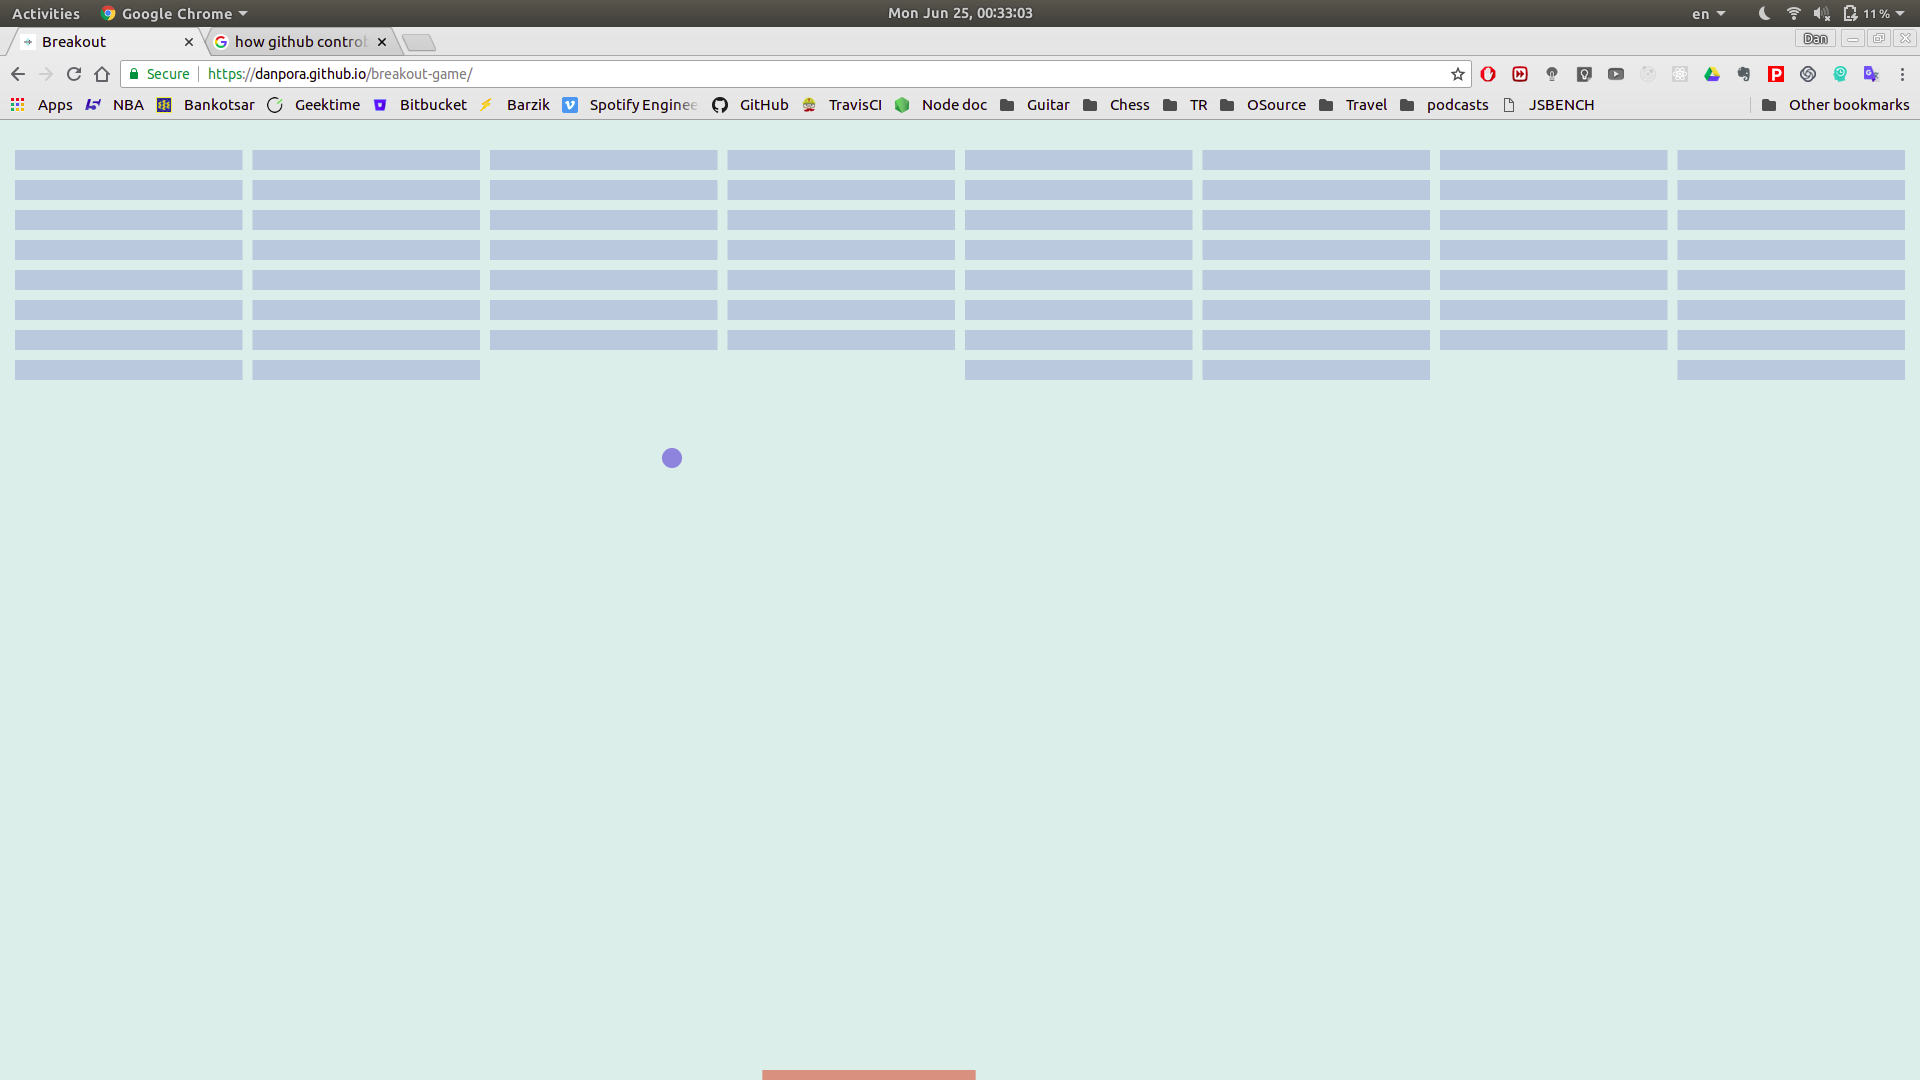 Activities Google Chrome Mon Jun 25, 00:33:03 en 11%
Breakout how github contro Dan
Secure https://danpora.github.io/breakout-game/
Apps NBA Bankotsar Geektime Bitbucket Barzik Spotify Enginee GitHub TravisCI Node doc Guitar Chess TR OSource Travel podcasts JSBENCH Other bookmarks